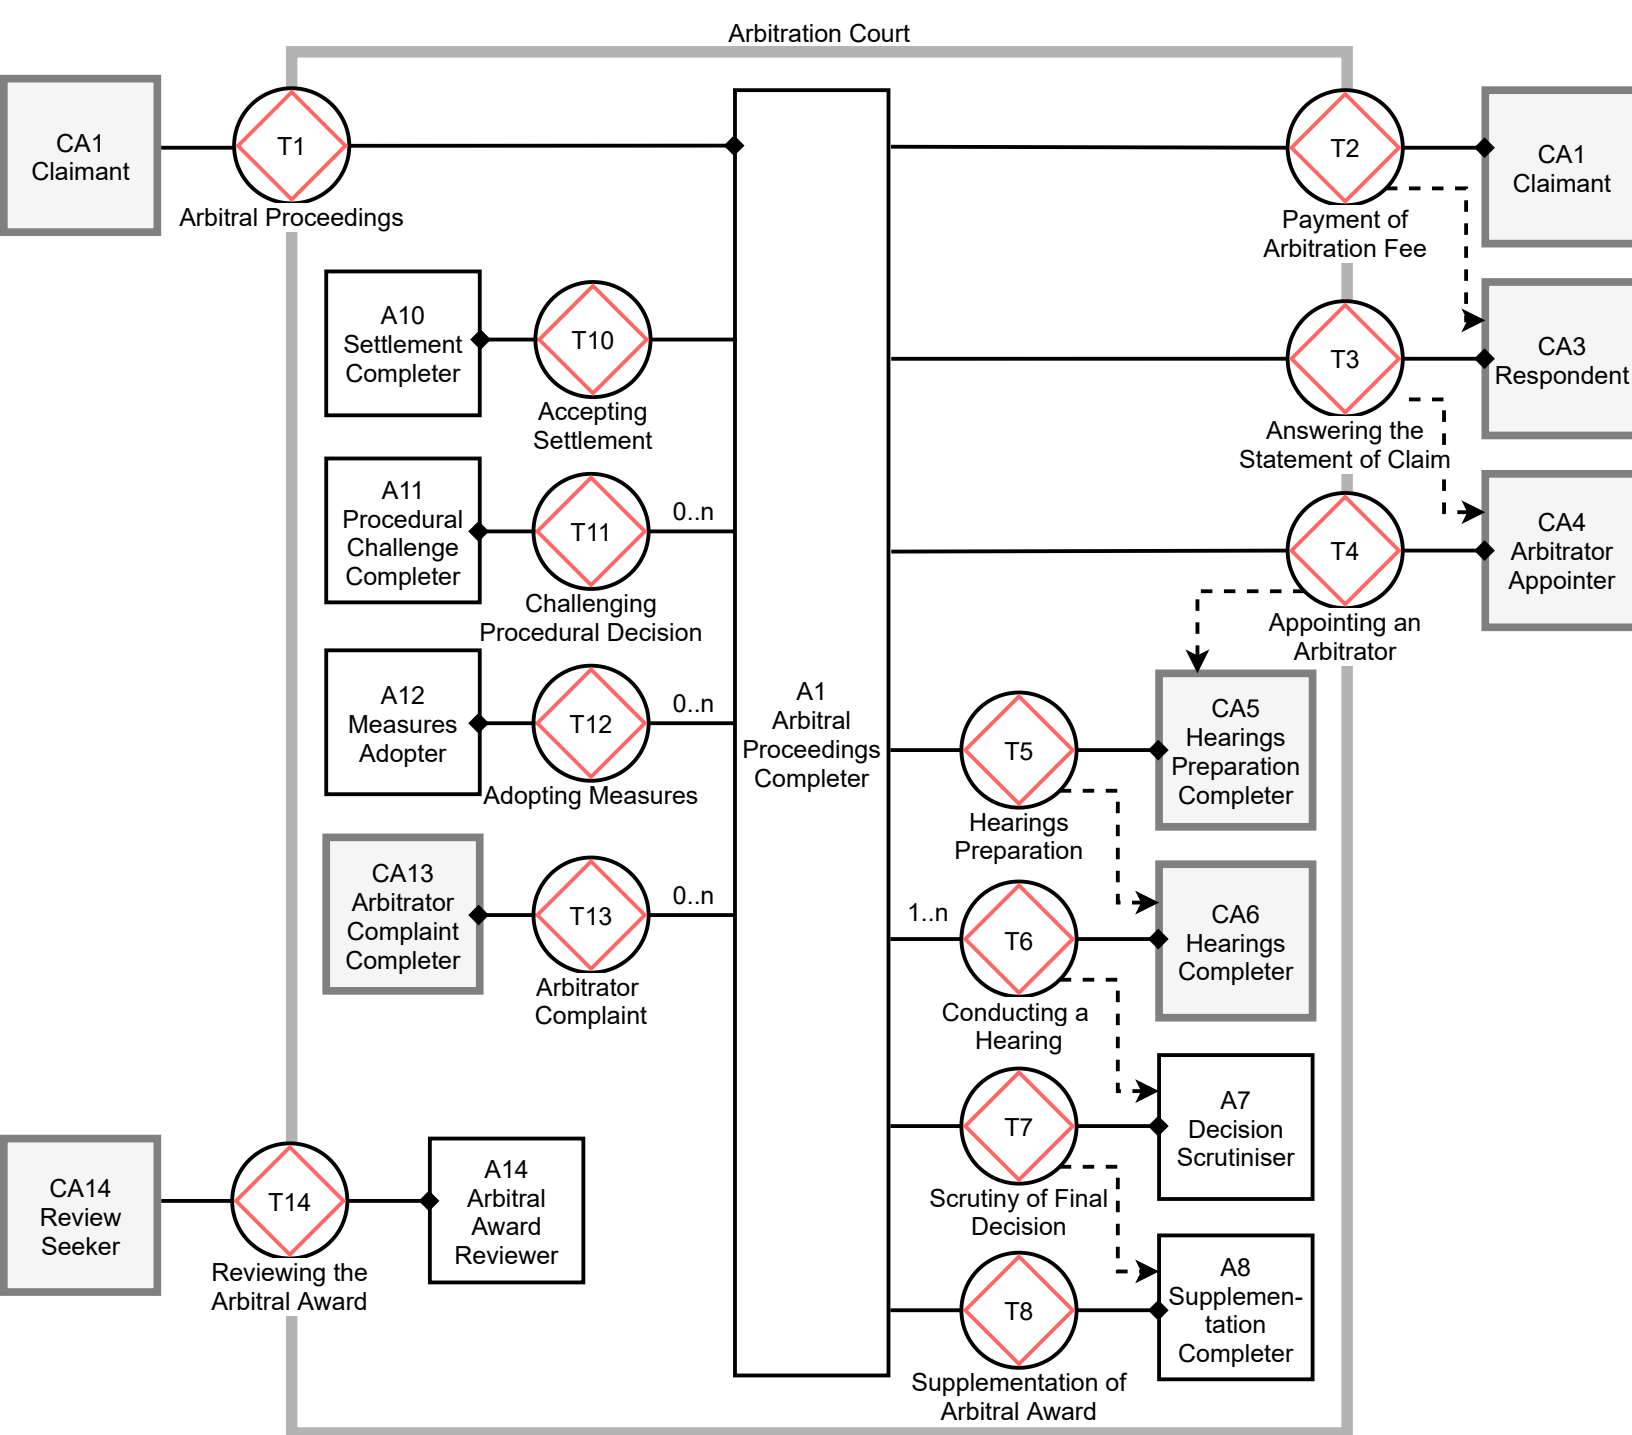 Arbitration Court
CA1
Claimant
T1
Arbitral Proceedings
T2
Payment of
Arbitration Fee
CA1
Claimant
A10
Settlement
Completer
T10
Accepting
Settlement
T3
Answering the
Statement of Claim
CA3
Respondent
A11
Procedural
Challenge
Completer
T11
0..n
Challenging
Procedural Decision
T4
Appointing an
Arbitrator
CA4
Arbitrator
Appointer
A12
Measures
Adopter
T12
0..n
Adopting Measures
A1
Arbitral
Proceedings
Completer
T5
Hearings
Preparation
CA5
Hearings
Preparation
Completer
CA13
Arbitrator
Complaint
Completer
T13
0..n
Arbitrator
Complaint
1..n
T6
Conducting a
Hearing
CA6
Hearings
Completer
T7
Scrutiny of Final
Decision
A7
Decision
Scrutiniser
CA14
Review
Seeker
T14
Reviewing the
Arbitral Award
A14
Arbitral
Award
Reviewer
T8
Supplementation of
Arbitral Award
A8
Supplemen-
tation
Completer